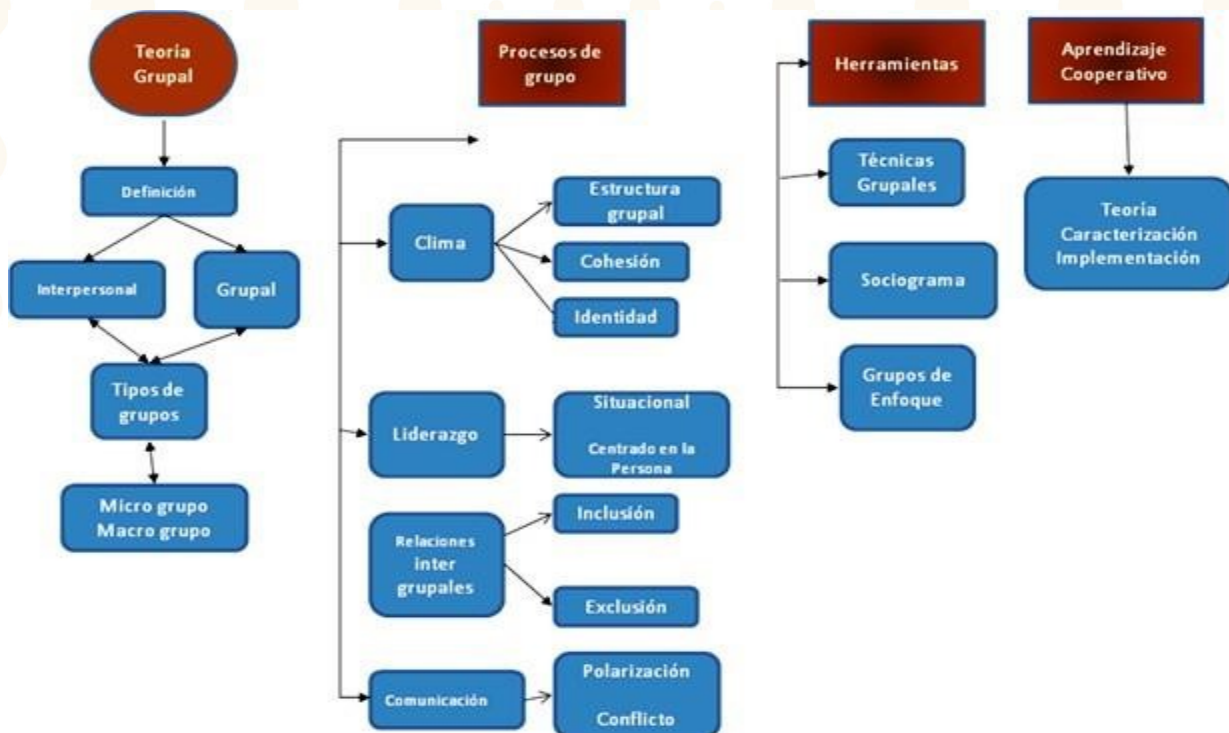 Teoría
Grupal
Definición
Interpersonal
Grupal
Tipos de
grupos
Micro grupo
Macro grupo
Procesos de
grupo
Clima
Estructura
grupal
Cohesión
Identidad
Liderazgo
Situacional
Centrado en la
Persona
Relaciones
inter
grupales
Inclusión
Exclusión
Comunicación
Polarización
Conflicto
Herramientas
Técnicas
Grupales
Sociograma
Grupos de
Enfoque
Aprendizaje
Cooperativo
Teoría
Caracterización
Implementación